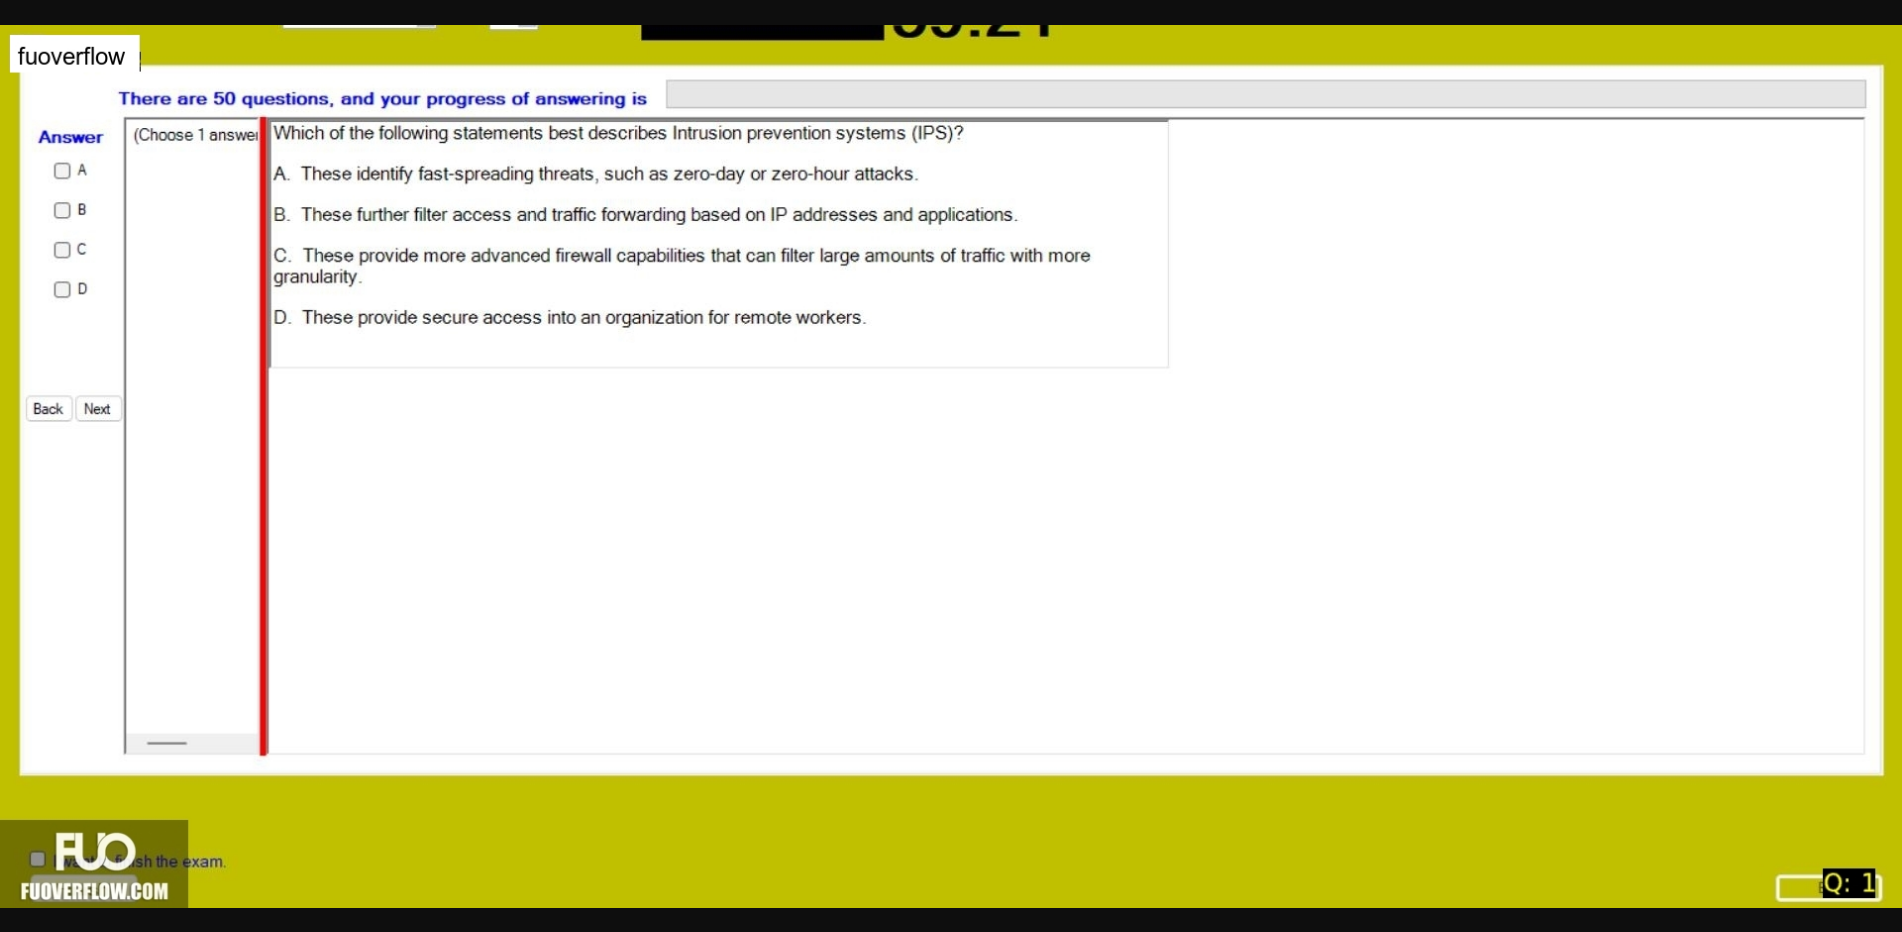 fuoverflow
There are 50 questions, and your progress of answering is
Answer
(Choose 1 answer
Which of the following statements best describes Intrusion prevention systems (IPS)?
A
A. These identify fast-spreading threats, such as zero-day or zero-hour attacks.
B
B. These further filter access and traffic forwarding based on IP addresses and applications.
C
C. These provide more advanced firewall capabilities that can filter large amounts of traffic with more
granularity.
D
D. These provide secure access into an organization for remote workers.
Back Next
FUO
the exam.
FUOVERFLOW.COM
Q: 1